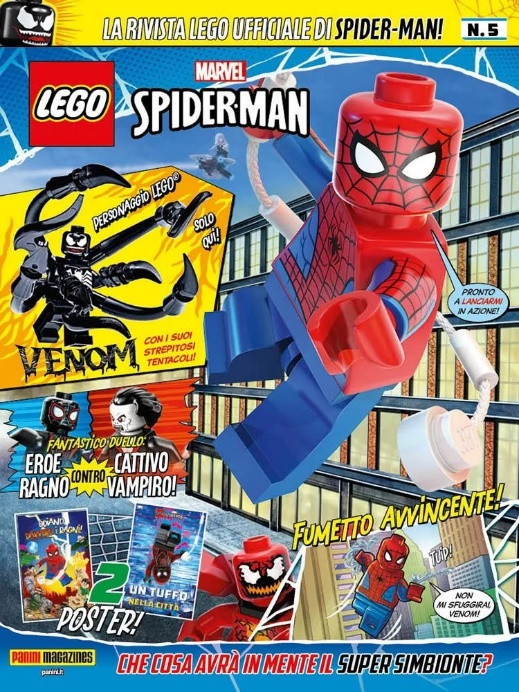 LA RIVISTA LEGO UFFICIALE DI SPIDER-MAN!
N. 5
LEGO
MARVEL
SPIDER-MAN
PERSONAGGIO LEGO®
SOLO
QUI!
VENOM
CON I SUOI
STREPITOSI
TENTACOLI!
PRONTO
A LANCIARMI
IN AZIONE!
FANTASTICO DUELLO:
EROE
RAGNO
CONTRO
CATTIVO
VAMPIRO!
2
POSTER!
UN TUFFO
NELLA CITTÀ
FUMETTO AVVINCENTE!
TUIP!
NON
MI SFUGGIRAI,
VENOM!
PANINI MAGAZINES
panini.it
CHE COSA AVRÀ IN MENTE IL SUPER SIMBIONTE?